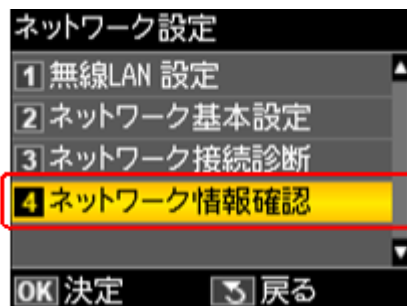 ネットワーク設定
1 無線LAN 設定
2 ネットワーク基本設定
3 ネットワーク接続診断
4 ネットワーク情報確認
OK 決定 戻る